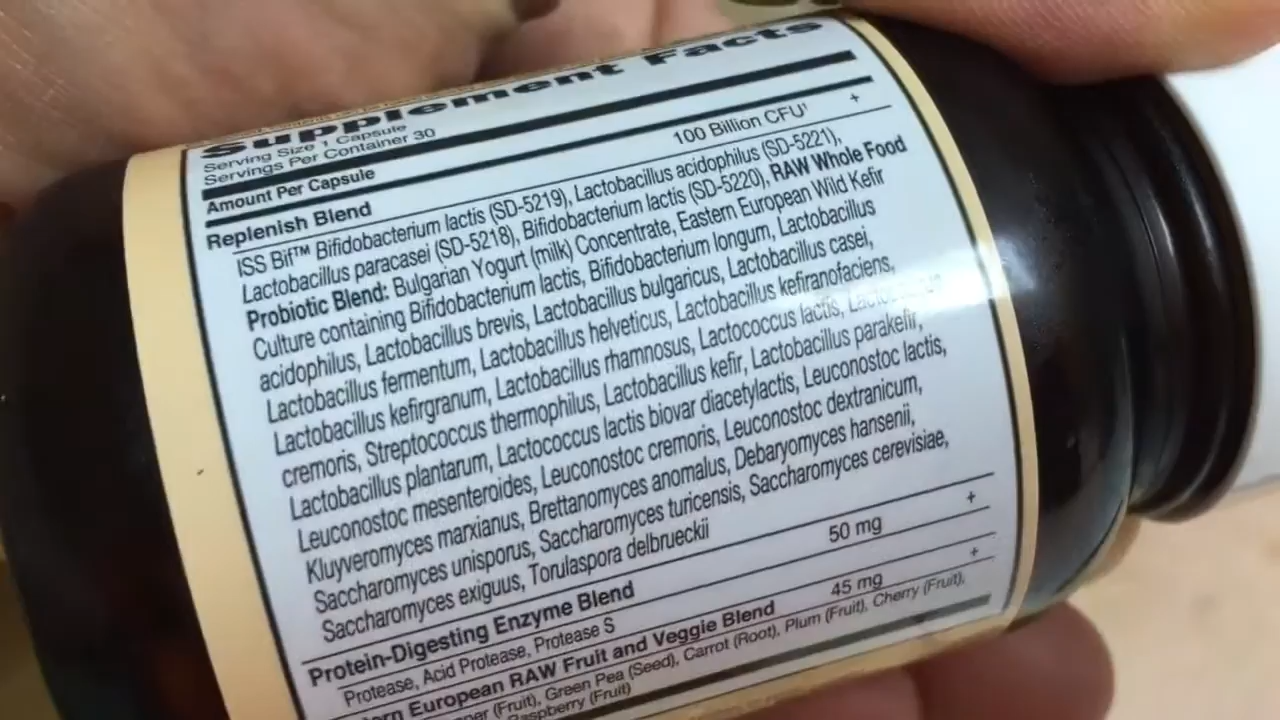 Supplement Facts
Serving Size 1 Capsule
Servings Per Container 30
Amount Per Capsule
Replenish Blend 100 Billion CFU¹ +
ISS Bif™ Bifidobacterium lactis (SD-5219), Lactobacillus acidophilus (SD-5221),
Lactobacillus paracasei (SD-5218), Bifidobacterium lactis (SD-5220), RAW Whole Food
Probiotic Blend: Bulgarian Yogurt (milk) Concentrate, Eastern European Wild Kefir
Culture containing Bifidobacterium lactis, Bifidobacterium longum, Lactobacillus
acidophilus, Lactobacillus brevis, Lactobacillus bulgaricus, Lactobacillus casei,
Lactobacillus fermentum, Lactobacillus helveticus, Lactobacillus kefiranofaciens,
Lactobacillus kefirgranum, Lactobacillus rhamnosus, Lactococcus lactis,
cremoris, Streptococcus thermophilus, Lactobacillus kefir, Lactobacillus parakefir,
Lactobacillus plantarum, Lactococcus lactis biovar diacetylactis, Leuconostoc lactis,
Leuconostoc mesenteroides, Leuconostoc cremoris, Leuconostoc dextranicum,
Kluyveromyces marxianus, Brettanomyces anomalus, Debaryomyces hansenii,
Saccharomyces unisporus, Saccharomyces turicensis, Saccharomyces cerevisiae,
Saccharomyces exiguus, Torulaspora delbrueckii
Protein-Digesting Enzyme Blend 50 mg +
Protease, Acid Protease, Protease S
European RAW Fruit and Veggie Blend 45 mg +
(Fruit), Green Pea (Seed), Carrot (Root), Plum (Fruit), Cherry (Fruit),
Raspberry (Fruit)